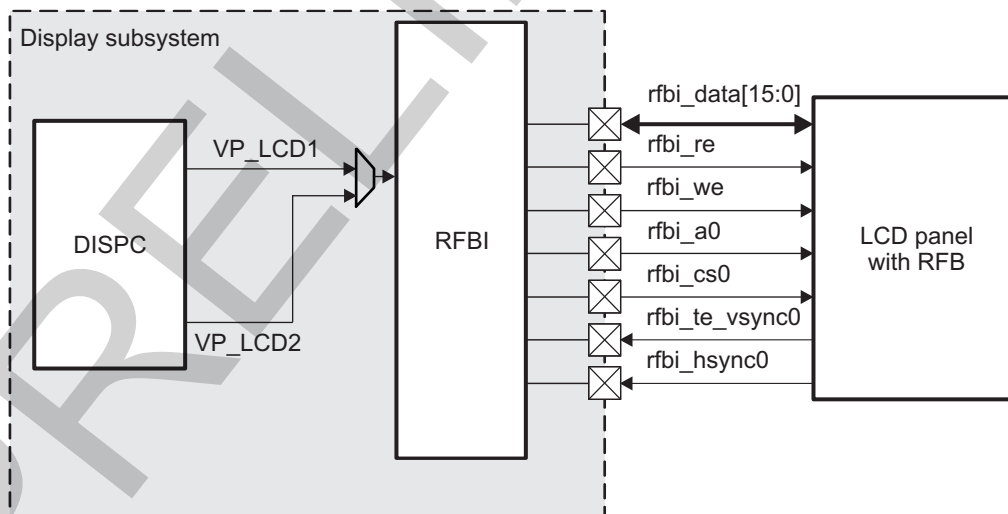 Display subsystem
rfbi_data[15:0]
rfbi_re
VP_LCD1
rfbi_we
rfbi_a0
DISPC
RFBI
LCD panel
with RFB
rfbi_cs0
rfbi_te_vsync0
VP_LCD2
rfbi_hsync0